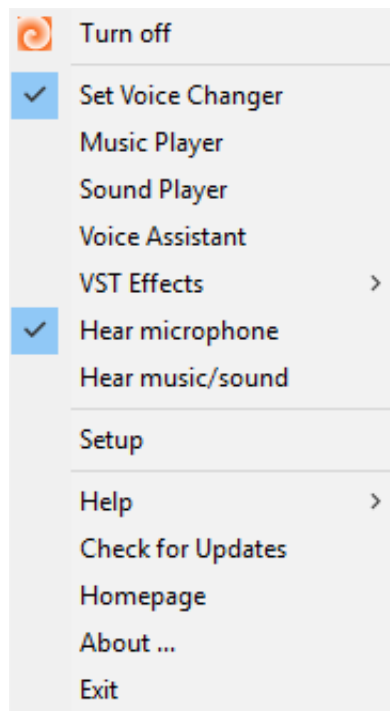 Turn off
Set Voice Changer
Music Player
Sound Player
Voice Assistant
VST Effects
Hear microphone
Hear music/sound
Setup
Help
Check for Updates
Homepage
About ...
Exit